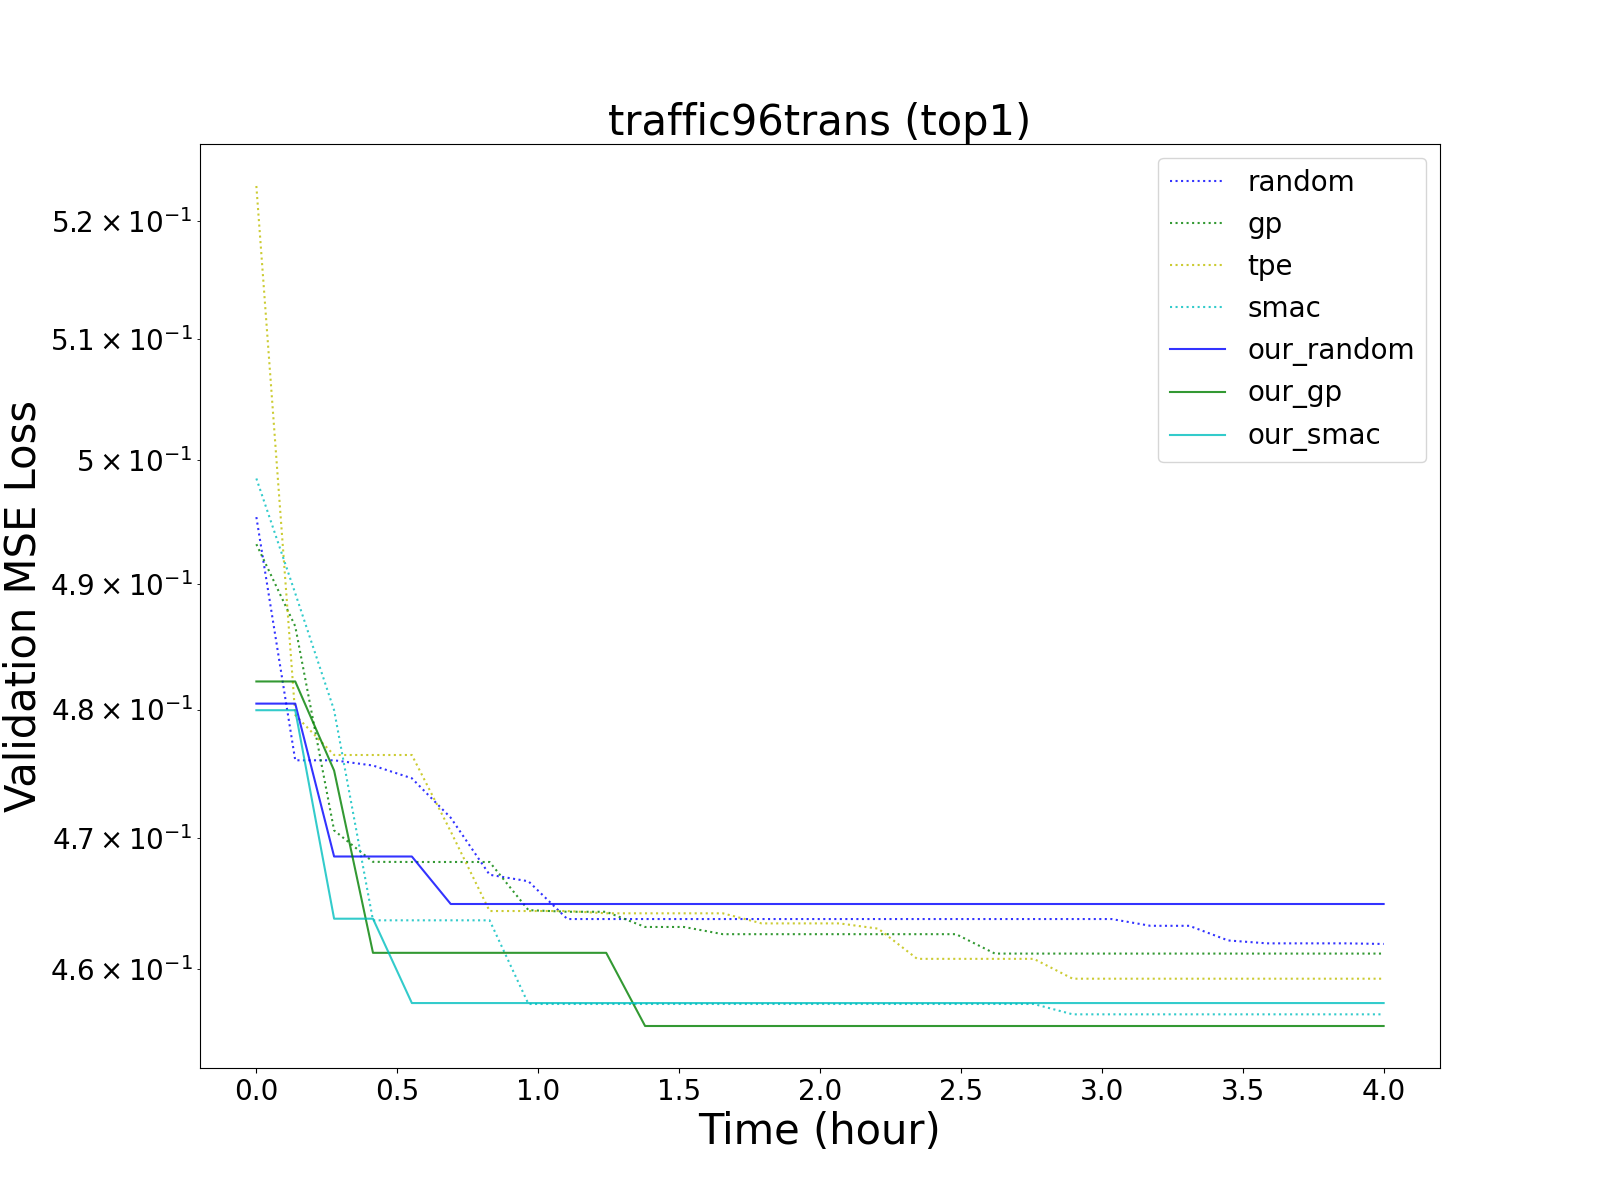 traffic96trans (top1)
Validation MSE Loss
5.2 × 10⁻¹
5.1 × 10⁻¹
5 × 10⁻¹
4.9 × 10⁻¹
4.8 × 10⁻¹
4.7 × 10⁻¹
4.6 × 10⁻¹
random
gp
tpe
smac
our_random
our_gp
our_smac
0.0 0.5 1.0 1.5 2.0 2.5 3.0 3.5 4.0
Time (hour)